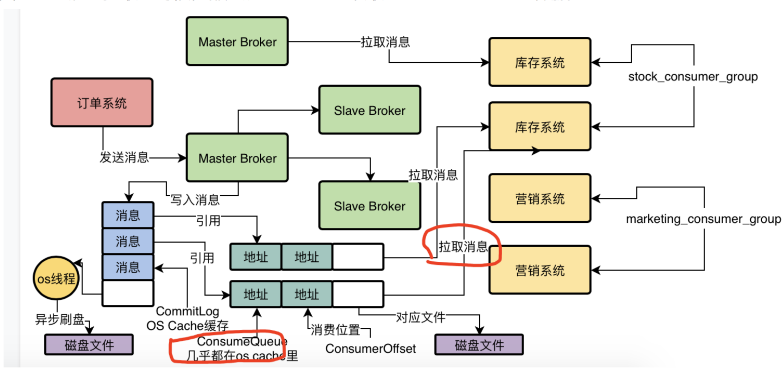 Master Broker
拉取消息
库存系统
stock_consumer_group
订单系统
Slave Broker
库存系统
发送消息
Master Broker
拉取消息
写入消息
Slave Broker
营销系统
marketing_consumer_group
消息
引用
消息
引用
消息
地址
地址
拉取消息
营销系统
os线程
地址
地址
CommitLog
OS Cache缓存
异步刷盘
消费位置
对应文件
ConsumeQueue
几乎都在os cache里
ConsumerOffset
磁盘文件
磁盘文件